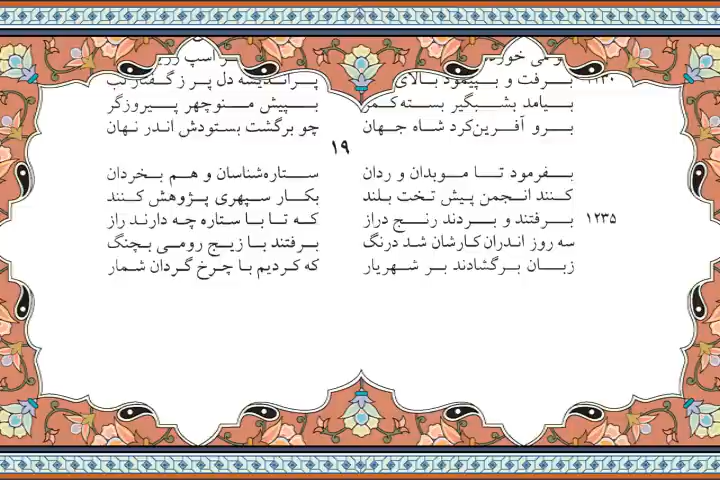 اسپ
برفت و بپیمود بالای پراندیشه دل پر ز گفتار
بیامد بشبگیر بسته‌کمر بپیش منوچهر پیروزگر
برو آفرین‌کرد شاه جهان چو برگشت بستودش اندر نهان
۱۹
بفرمود تا موبدان و ردان ستاره‌شناسان و هم بخردان
کنند انجمن پیش تخت بلند بکار سپهری پژوهش کنند
۱۲۳۵ برفتند و بردند رنج دراز که تا با ستاره چه دارند راز
سه روز اندران کارشان شد درنگ برفتند با زیج رومی بچنگ
زبان برگشادند بر شهریار که کردیم با چرخ گردان شمار